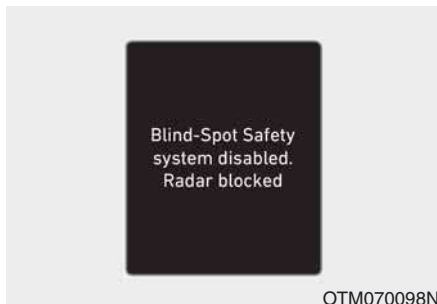 Blind-Spot Safety
system disabled.
Radar blocked
OTM070098N